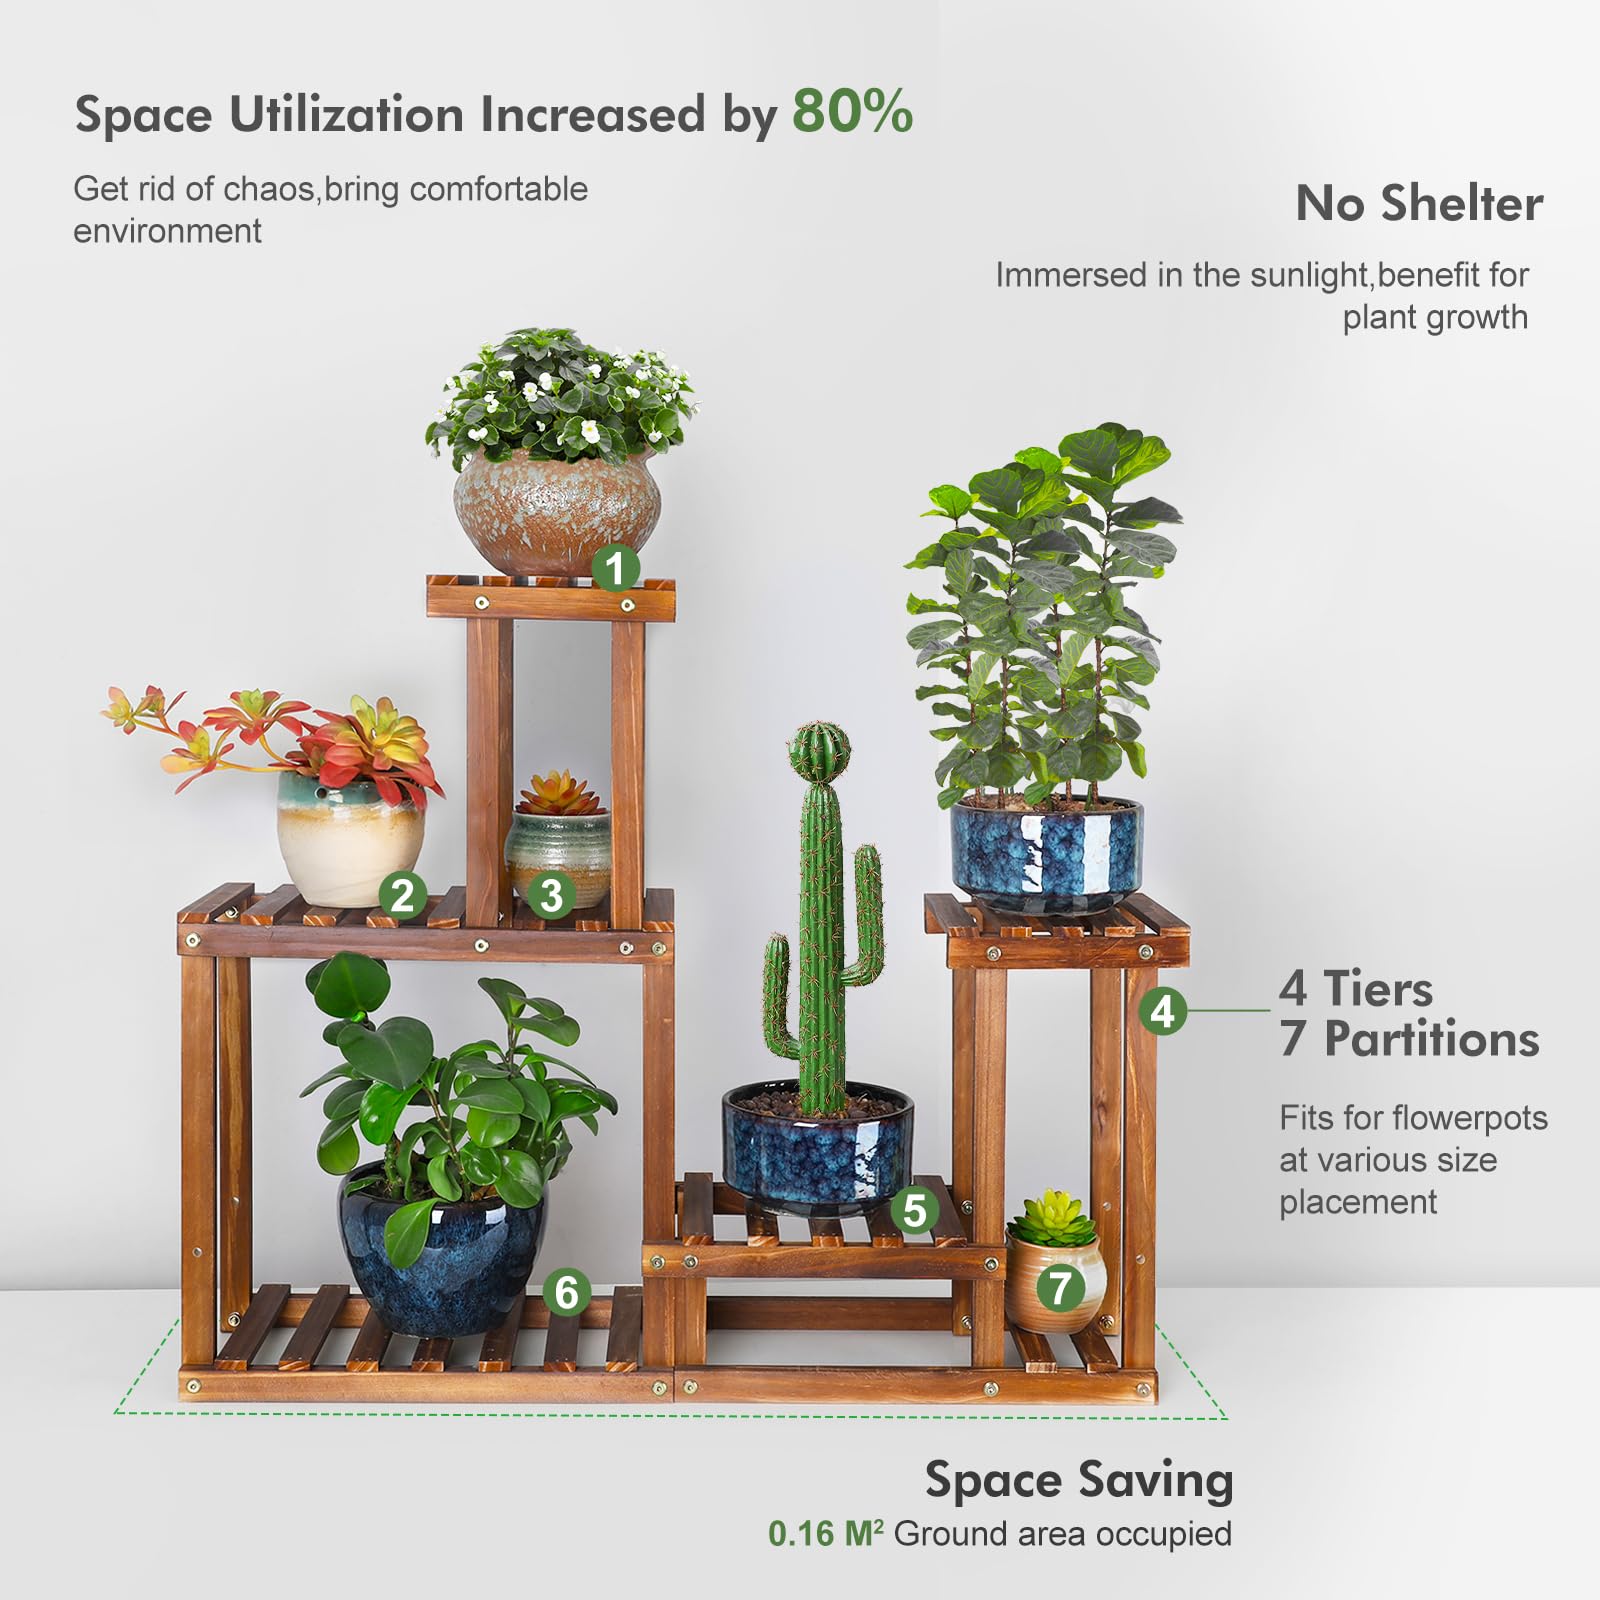 Space Utilization Increased by 80%
Get rid of chaos,bring comfortable
environment
No Shelter
Immersed in the sunlight,benefit for
plant growth
1
2
3
4
4 Tiers
7 Partitions
Fits for flowerpots
at various size
placement
5
6
7
Space Saving
0.16 M² Ground area occupied